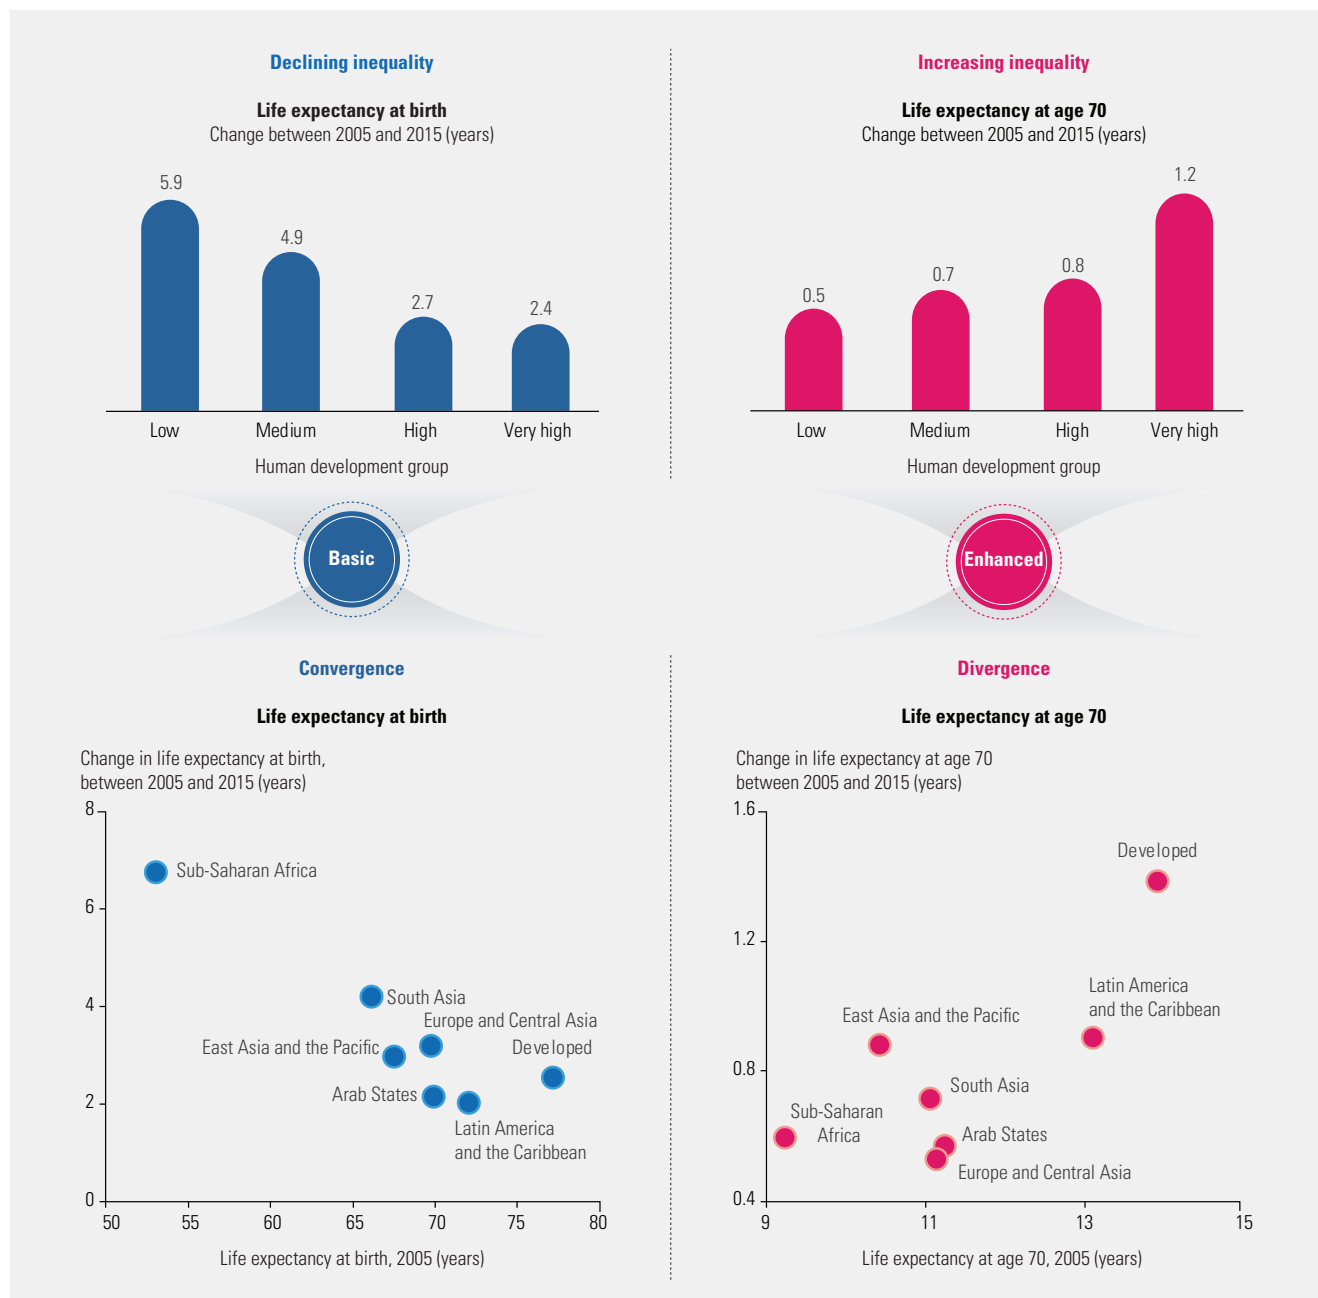 Declining inequality
Life expectancy at birth
Change between 2005 and 2015 (years)
5.9
4.9
2.7
2.4
Low
Medium
High
Very high
Human development group
Increasing inequality
Life expectancy at age 70
Change between 2005 and 2015 (years)
0.5
0.7
0.8
1.2
Low
Medium
High
Very high
Human development group
Basic
Enhanced
Convergence
Life expectancy at birth
Change in life expectancy at birth,
between 2005 and 2015 (years)
8
6
4
2
0
Sub-Saharan Africa
South Asia
Europe and Central Asia
East Asia and the Pacific
Developed
Arab States
Latin America
and the Caribbean
50
55
60
65
70
75
80
Life expectancy at birth, 2005 (years)
Divergence
Life expectancy at age 70
Change in life expectancy at age 70
between 2005 and 2015 (years)
1.6
1.2
0.8
0.4
Developed
Latin America
and the Caribbean
East Asia and the Pacific
South Asia
Sub-Saharan
Africa
Arab States
Europe and Central Asia
9
11
13
15
Life expectancy at age 70, 2005 (years)